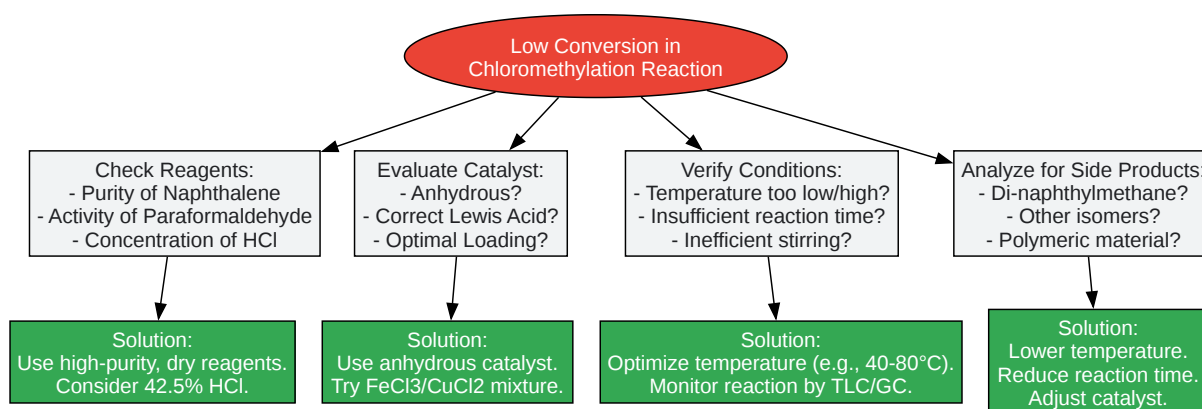 Low Conversion in
Chloromethylation Reaction
Check Reagents:
- Purity of Naphthalene
- Activity of Paraformaldehyde
- Concentration of HCl
Evaluate Catalyst:
- Anhydrous?
- Correct Lewis Acid?
- Optimal Loading?
Verify Conditions:
- Temperature too low/high?
- Insufficient reaction time?
- Inefficient stirring?
Analyze for Side Products:
- Di-naphthylmethane?
- Other isomers?
- Polymeric material?
Solution:
Use high-purity, dry reagents.
Consider 42.5% HCl.
Solution:
Use anhydrous catalyst.
Try FeCl3/CuCl2 mixture.
Solution:
Optimize temperature (e.g., 40-80°C).
Monitor reaction by TLC/GC.
Solution:
Lower temperature.
Reduce reaction time.
Adjust catalyst.